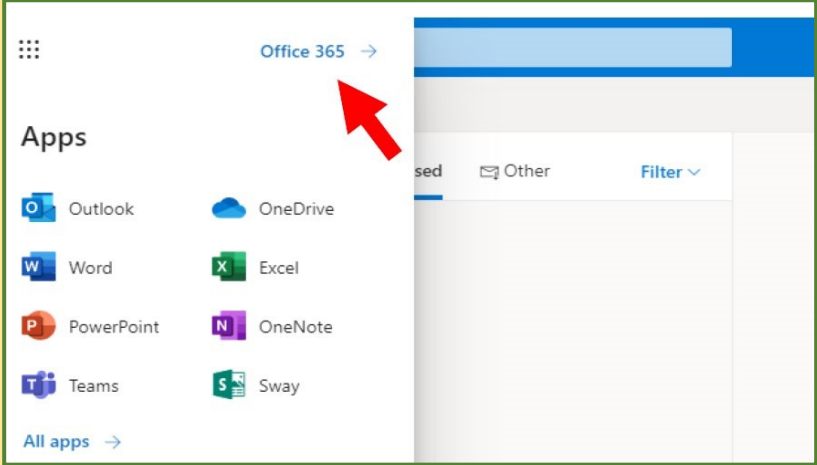 Office 365 →
Apps
sed Other Filter
Outlook OneDrive
Word Excel
PowerPoint OneNote
Teams Sway
All apps →